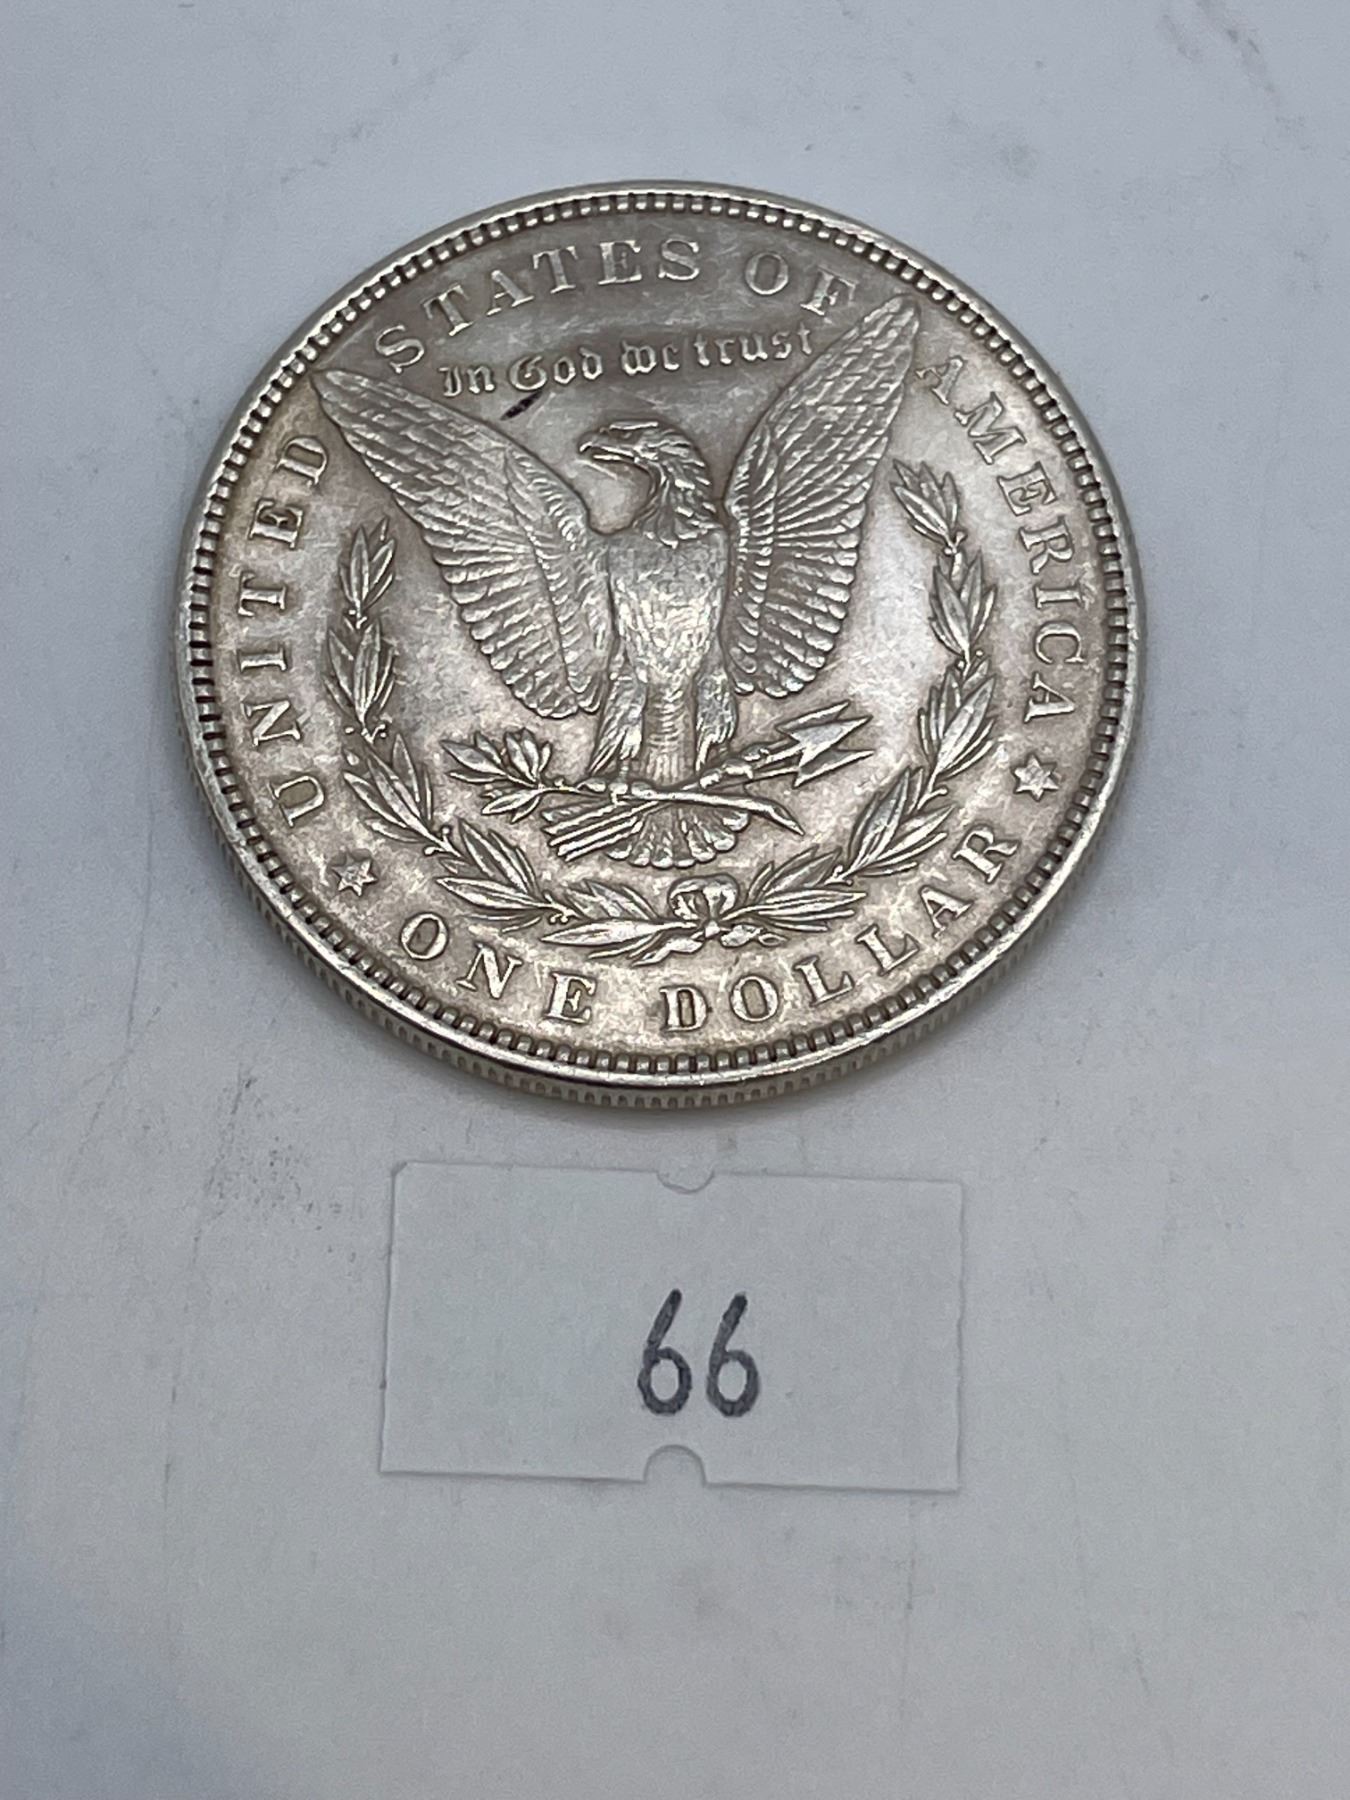 UNITED STATES OF AMERICA
In God we trust
★ ONE DOLLAR ★
66